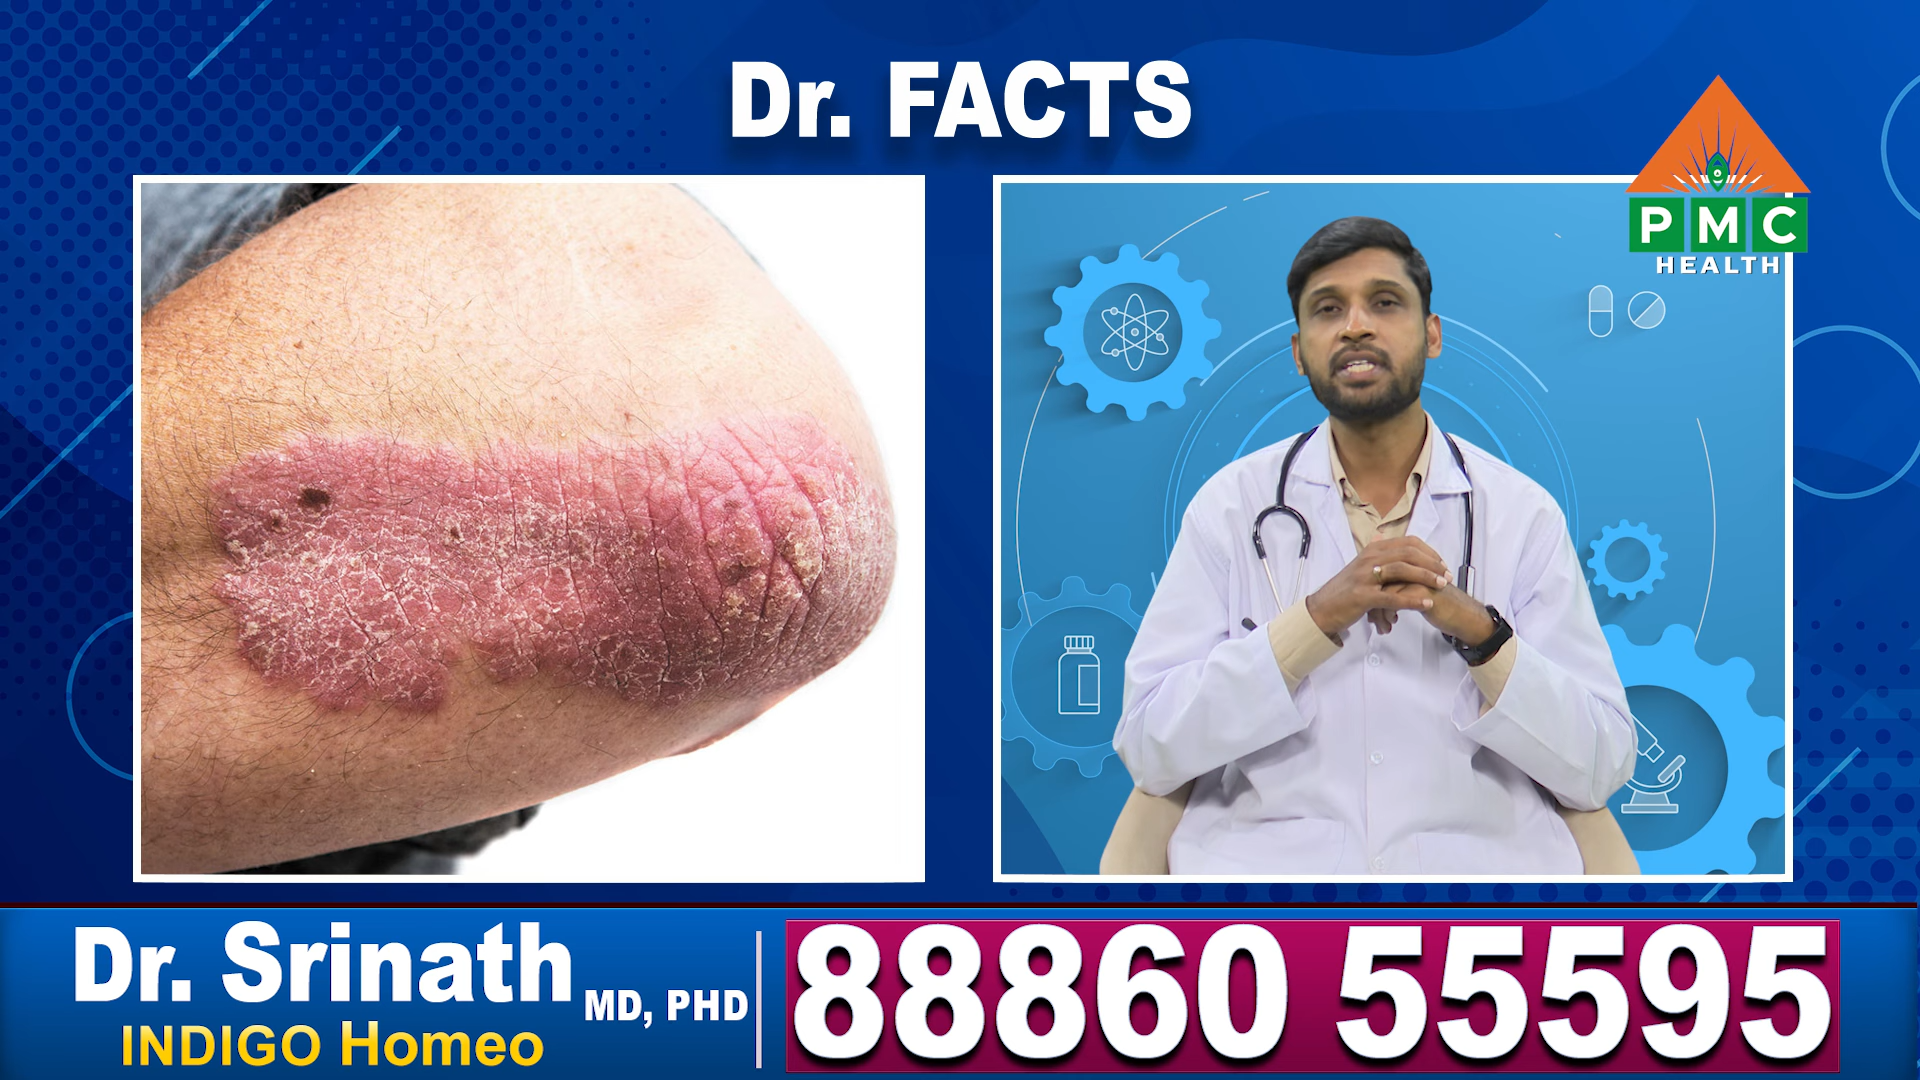 Dr. FACTS
PMC
HEALTH
Dr. Srinath MD, PHD
INDIGO Homeo
88860 55595